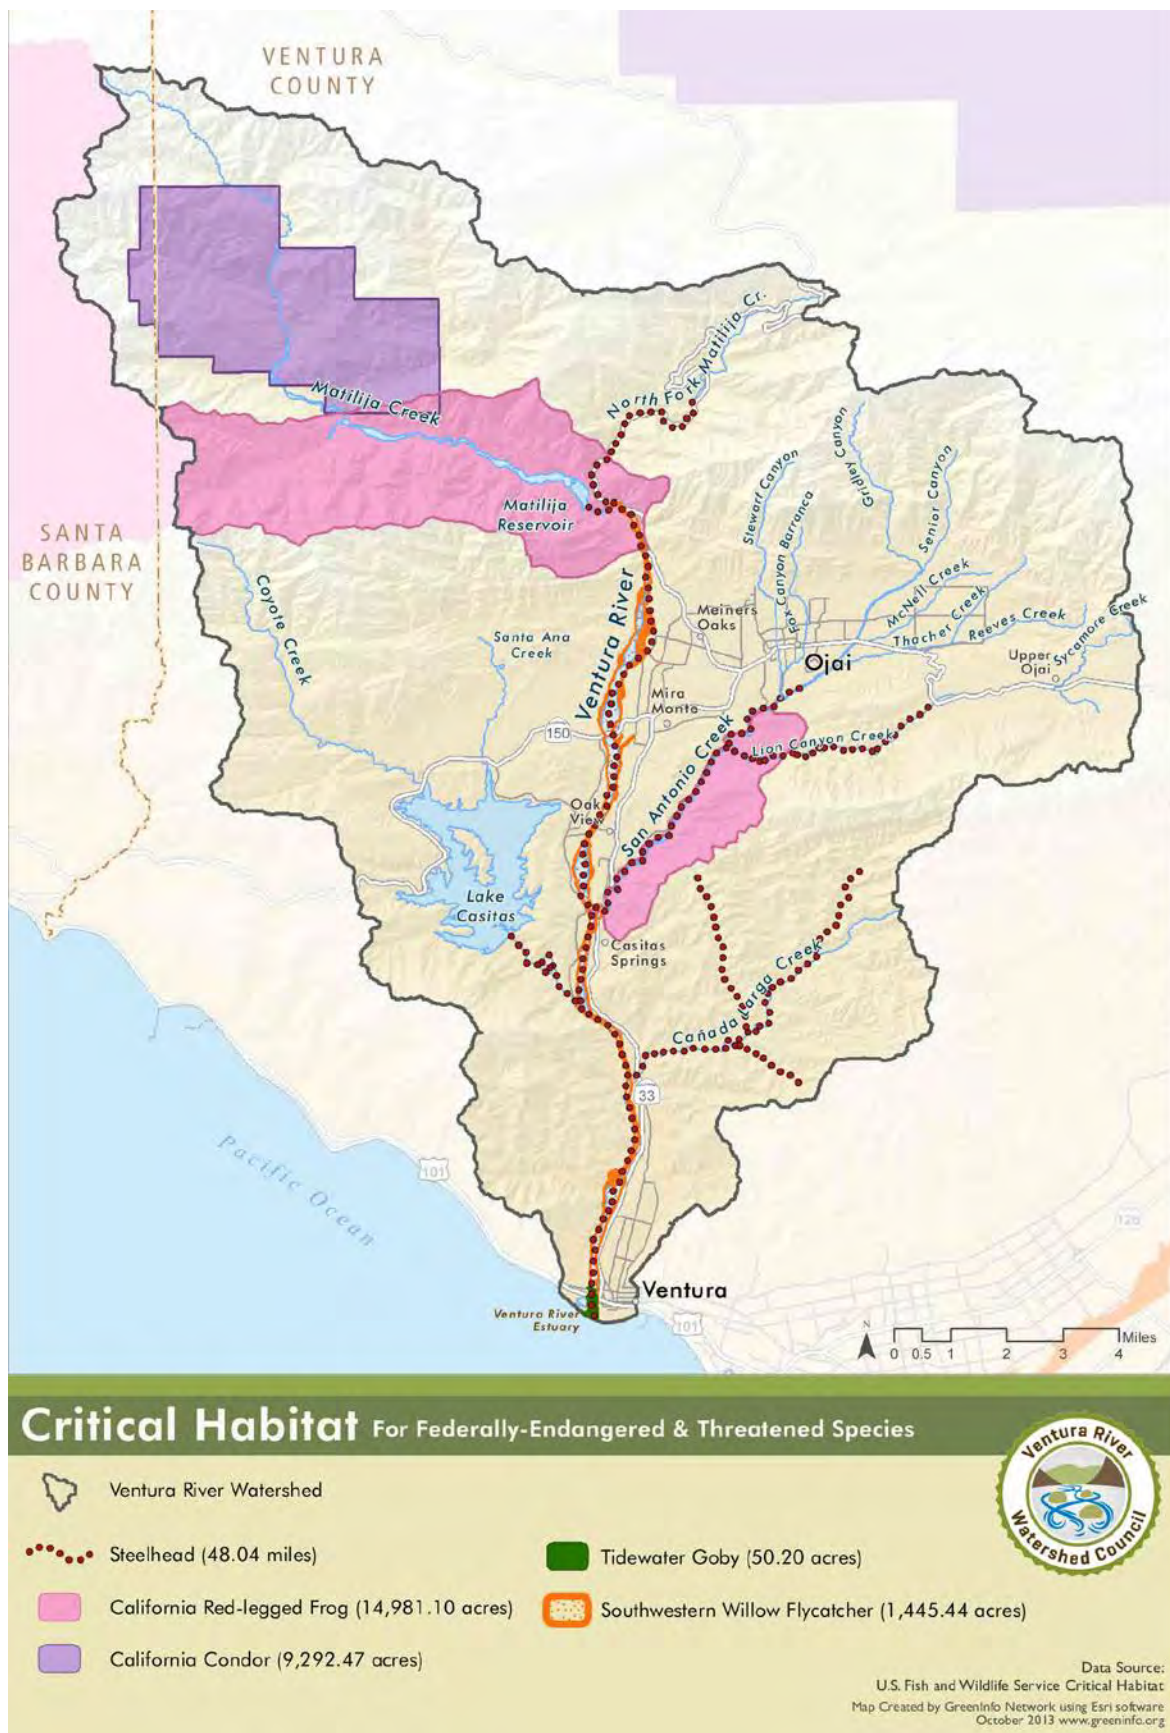 VENTURA
COUNTY
North Fork Matilija Cr.
Matilija Creek
Matilija
Reservoir
SANTA
BARBARA
COUNTY
Coyote Creek
Santa Ana
Creek
Ventura River
Meiners
Oaks
Stewart Canyon
Fox Canyon Barranca
Gridley Canyon
Senior Canyon
McNell Creek
Thacher Creek
Reeves Creek
Sycamore Creek
Upper
Ojai
Ojai
Mira
Monte
150
Lion Canyon Creek
San Antonio Creek
Oak
View
Lake
Casitas
Casitas
Springs
Cañada Larga Creek
33
Pacific Ocean
101
126
Ventura
Ventura River
Estuary
101
N
0 0.5 1 2 3 4
Miles
Critical Habitat For Federally-Endangered & Threatened Species
Ventura River
Watershed Council
Ventura River Watershed
Steelhead (48.04 miles)
Tidewater Goby (50.20 acres)
California Red-legged Frog (14,981.10 acres)
Southwestern Willow Flycatcher (1,445.44 acres)
California Condor (9,292.47 acres)
Data Source:
U.S. Fish and Wildlife Service Critical Habitat
Map Created by GreenInfo Network using Esri software
October 2013 www.greeninfo.org